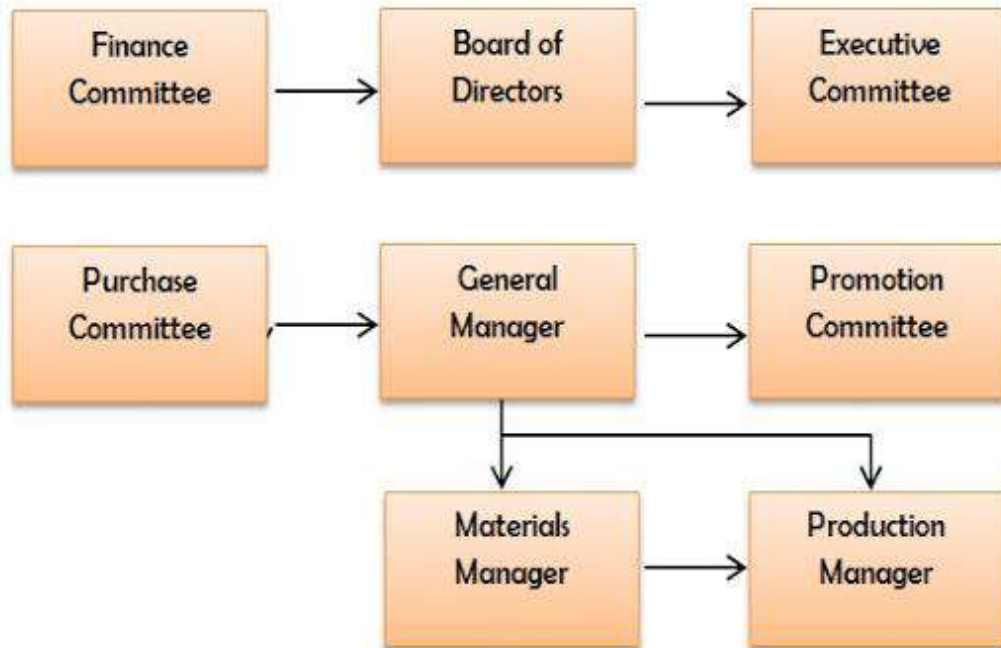 Finance
Committee
Board of
Directors
Executive
Committee
Purchase
Committee
General
Manager
Promotion
Committee
Materials
Manager
Production
Manager